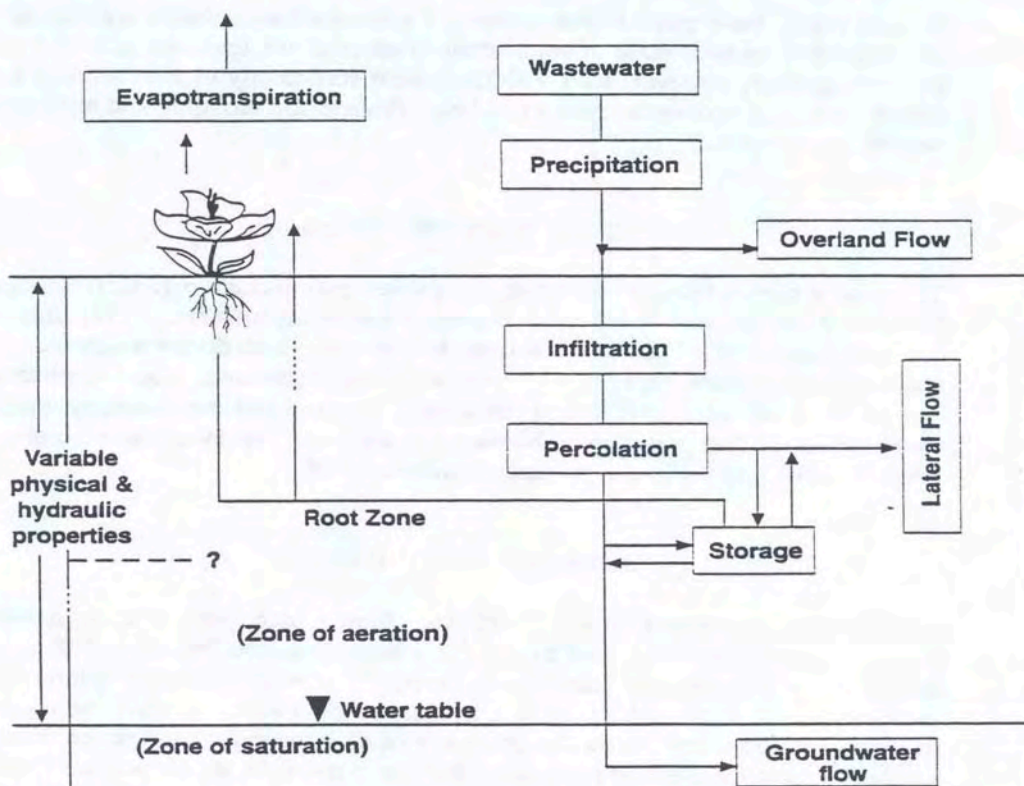 Wastewater
Evapotranspiration
Precipitation
Overland Flow
Infiltration
Percolation
Lateral Flow
Variable
physical &
hydraulic
properties
Root Zone
Storage
?
(Zone of aeration)
Water table
(Zone of saturation)
Groundwater
flow